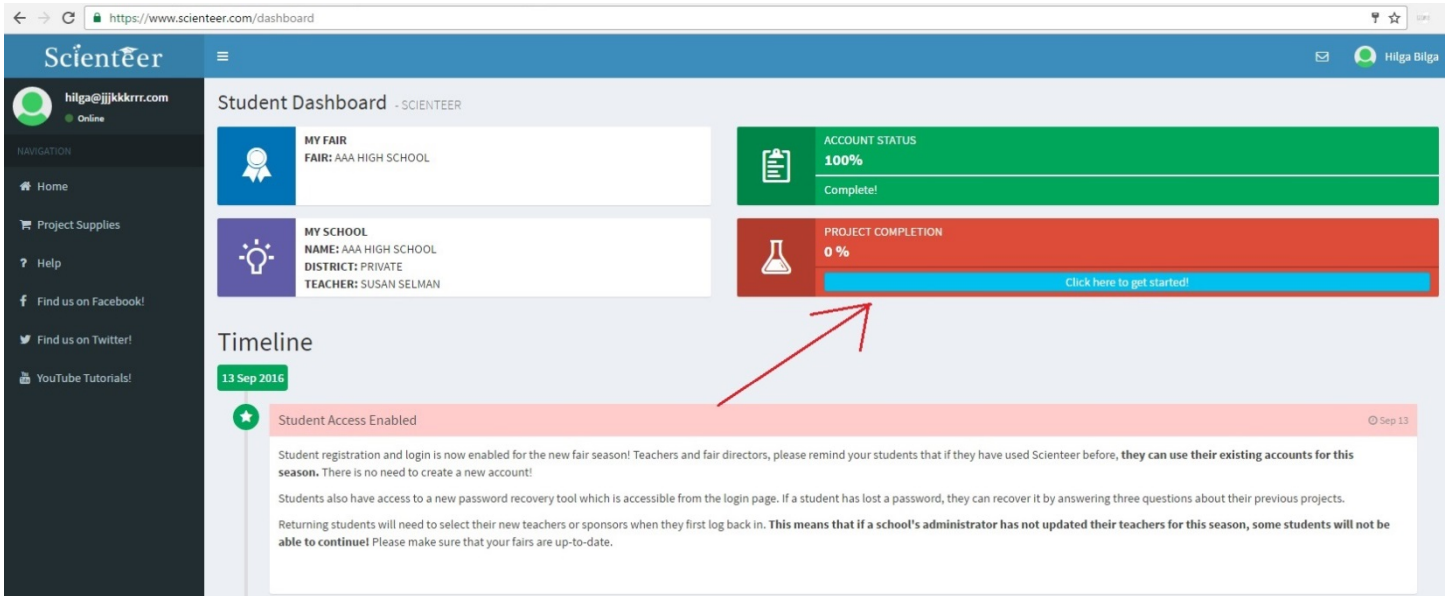 https://www.scienteer.com/dashboard
Scienteer
Hilga Bilga
hilga@jjjkkkrrr.com
Online
NAVIGATION
Home
Project Supplies
Help
Find us on Facebook!
Find us on Twitter!
YouTube Tutorials!
Student Dashboard - SCIENTEER
MY FAIR
FAIR: AAA HIGH SCHOOL
ACCOUNT STATUS
100%
Complete!
MY SCHOOL
NAME: AAA HIGH SCHOOL
DISTRICT: PRIVATE
TEACHER: SUSAN SELMAN
PROJECT COMPLETION
0 %
Click here to get started!
Timeline
13 Sep 2016
Student Access Enabled
Sep 13
Student registration and login is now enabled for the new fair season! Teachers and fair directors, please remind your students that if they have used Scienteer before, they can use their existing accounts for this
season. There is no need to create a new account!
Students also have access to a new password recovery tool which is accessible from the login page. If a student has lost a password, they can recover it by answering three questions about their previous projects.
Returning students will need to select their new teachers or sponsors when they first log back in. This means that if a school's administrator has not updated their teachers for this season, some students will not be
able to continue! Please make sure that your fairs are up-to-date.